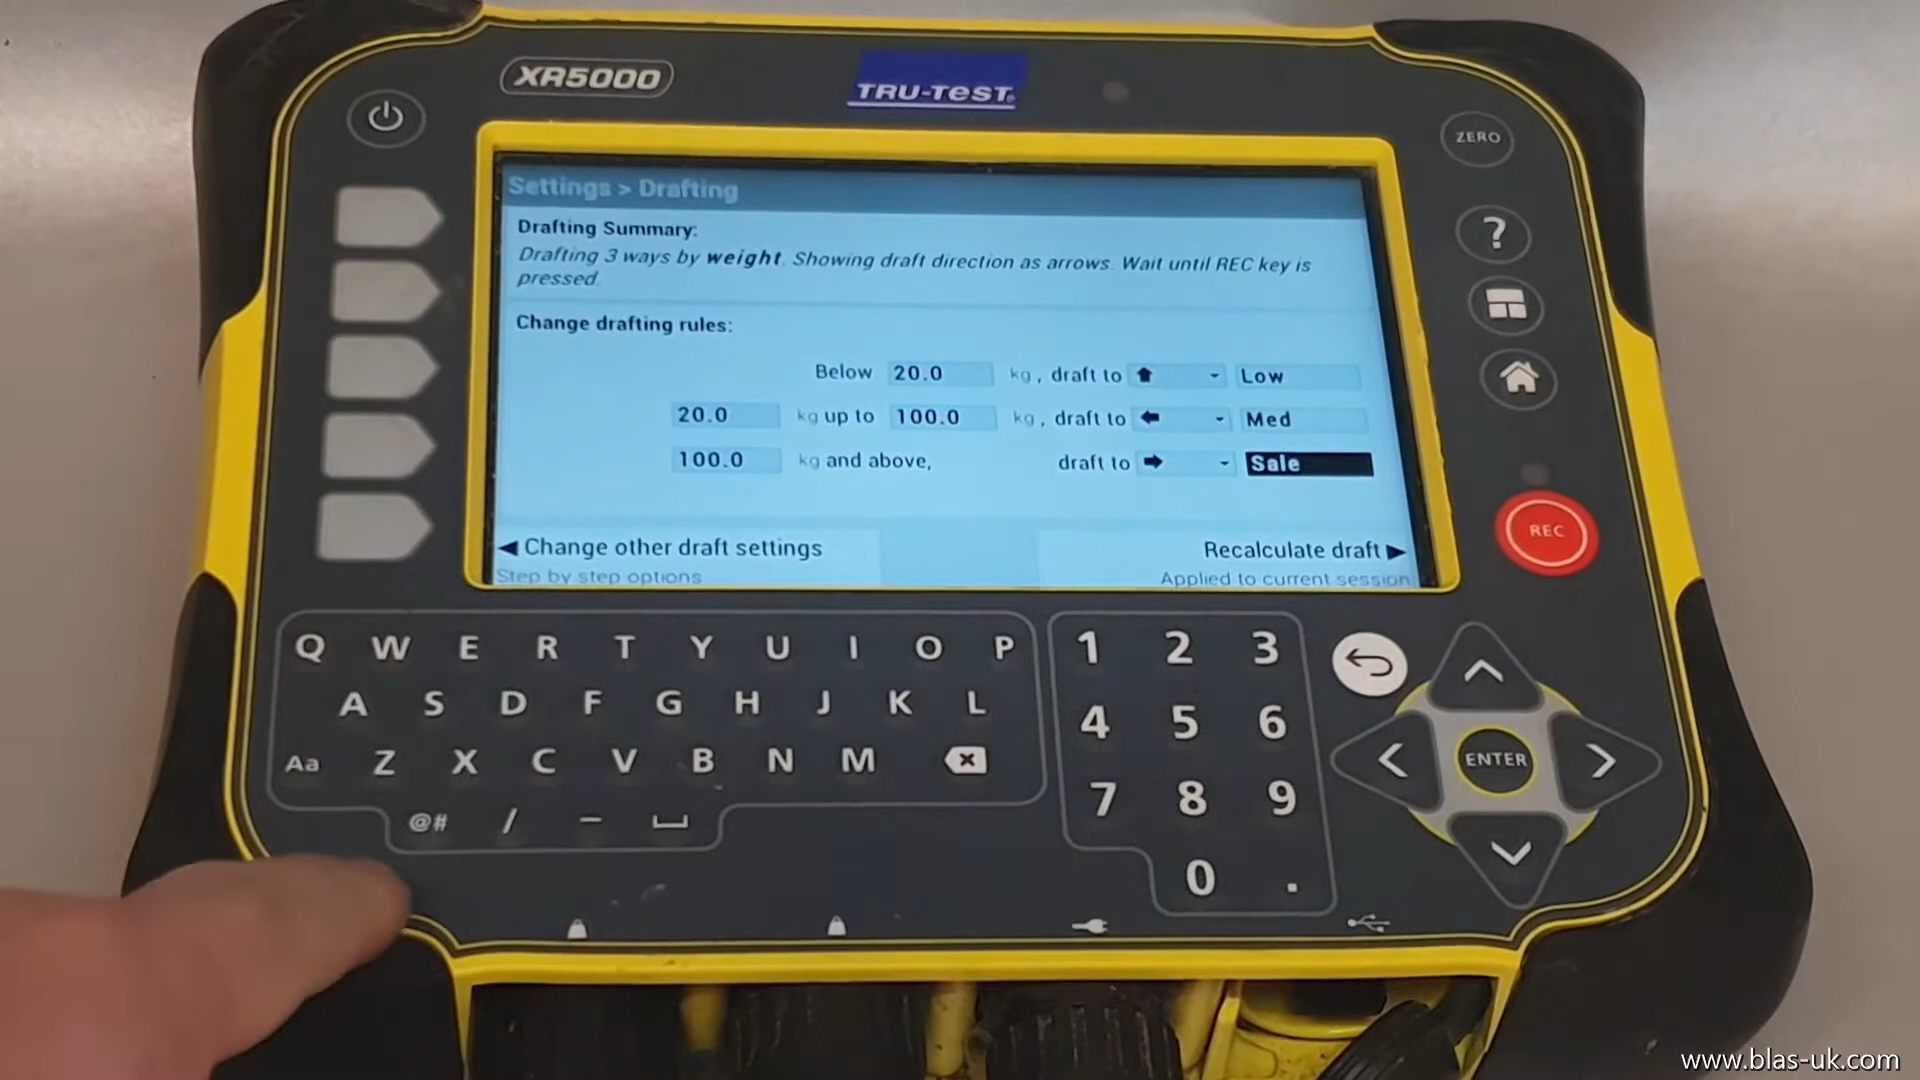 XR5000
TRU-TEST
ZERO
?
Settings > Drafting
Drafting Summary:
Drafting 3 ways by weight. Showing draft direction as arrows. Wait until REC key is
pressed.
Change drafting rules:
Below 20.0 kg, draft to Low
20.0 kg up to 100.0 kg, draft to Med
100.0 kg and above, draft to Sale
Change other draft settings
Recalculate draft
Step by step options
Applied to current session
REC
Q W E R T Y U I O P
A S D F G H J K L
Aa Z X C V B N M
@# / –
1 2 3
4 5 6
7 8 9
0 .
ENTER
www.blas-uk.com